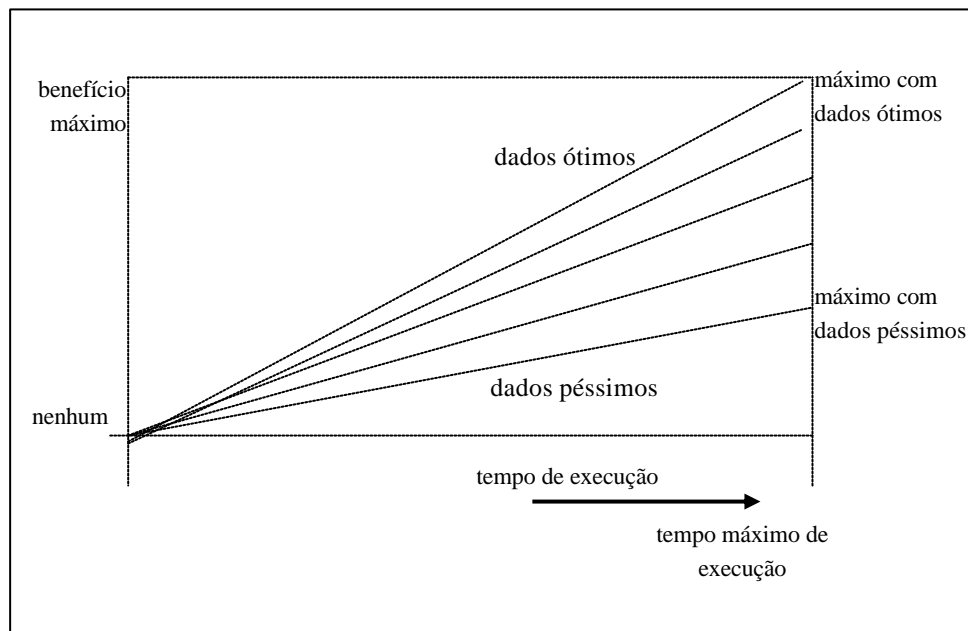 benefício
máximo
máximo com
dados ótimos
dados ótimos
máximo com
dados péssimos
dados péssimos
nenhum
tempo de execução
tempo máximo de
execução